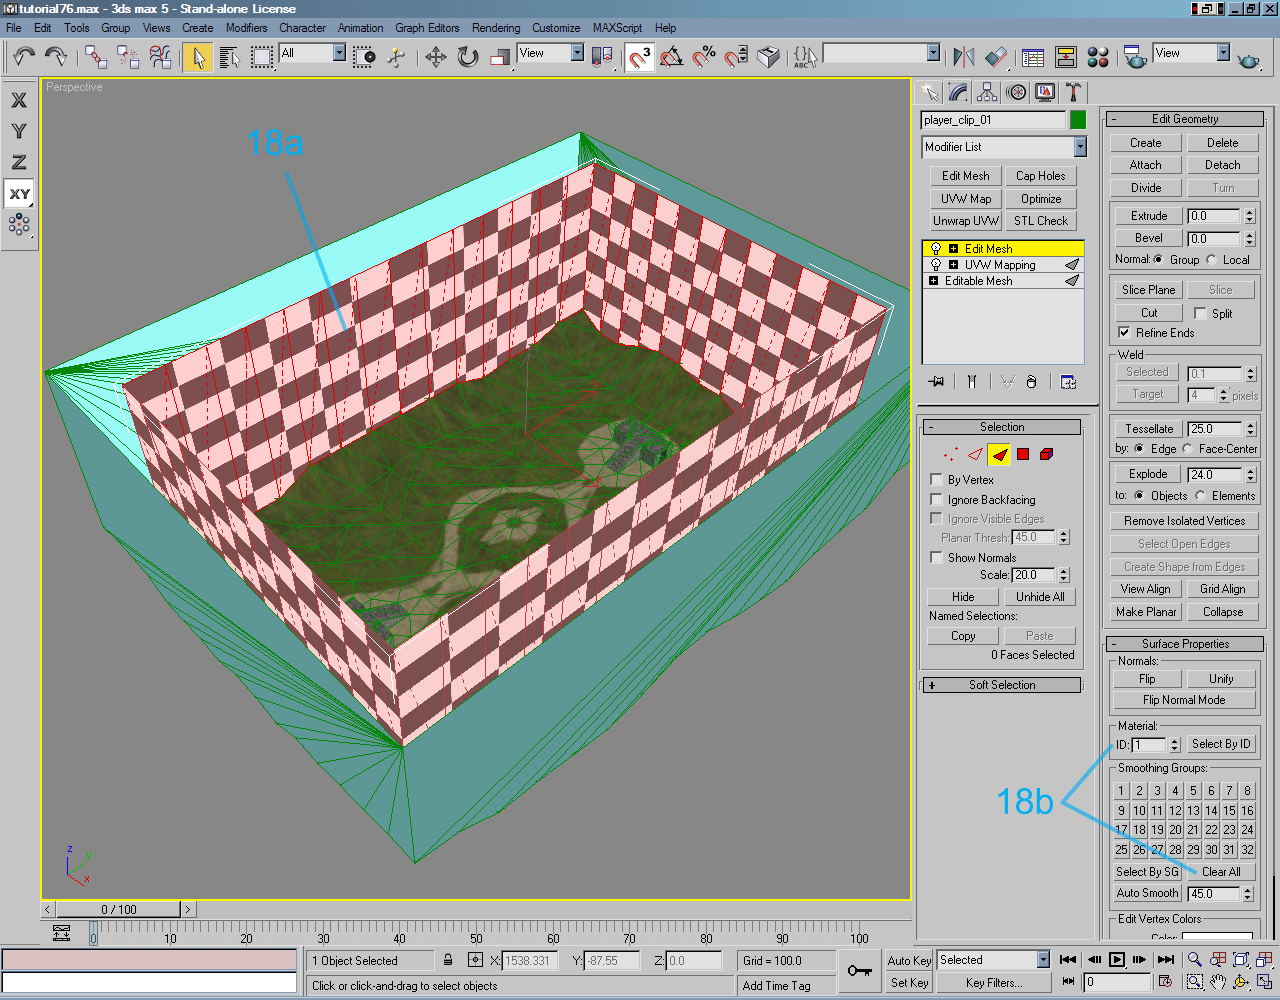 tutorial76.max - 3ds max 5 - Stand-alone License
File Edit Tools Group Views Create Modifiers Character Animation Graph Editors Rendering Customize MAXScript Help
All
View
3
%
ABC
View
X
Y
Z
XY
Perspective
18a
z
y
x
player_clip_01
Modifier List
Edit Mesh Cap Holes
UVW Map Optimize
Unwrap UVW STL Check
Edit Mesh
UVW Mapping
Editable Mesh
- Selection
By Vertex
Ignore Backfacing
Ignore Visible Edges
Planar Thresh: 45.0
Show Normals
Scale: 20.0
Hide Unhide All
Named Selections:
Copy Paste
0 Faces Selected
+ Soft Selection
- Edit Geometry
Create Delete
Attach Detach
Divide Turn
Extrude 0.0
Bevel 0.0
Normal: Group Local
Slice Plane Slice
Cut Split
Refine Ends
Weld
Selected 0.1
Target 4 pixels
Tessellate 25.0
by: Edge Face-Center
Explode 24.0
to: Objects Elements
Remove Isolated Vertices
Select Open Edges
Create Shape from Edges
View Align Grid Align
Make Planar Collapse
- Surface Properties
Normals:
Flip Unify
Flip Normal Mode
Material:
ID: 1 Select By ID
Smoothing Groups:
18b
1 2 3 4 5 6 7 8
9 10 11 12 13 14 15 16
17 18 19 20 21 22 23 24
25 26 27 28 29 30 31 32
Select By SG Clear All
Auto Smooth 45.0
Edit Vertex Colors
Color:
< 0 / 100 >
0 10 20 30 40 50 60 70 80 90 100
1 Object Selected X: 1538.331 Y: -87.55 Z: 0.0 Grid = 100.0
Click or click-and-drag to select objects Add Time Tag
Auto Key Selected
Set Key Key Filters... 0